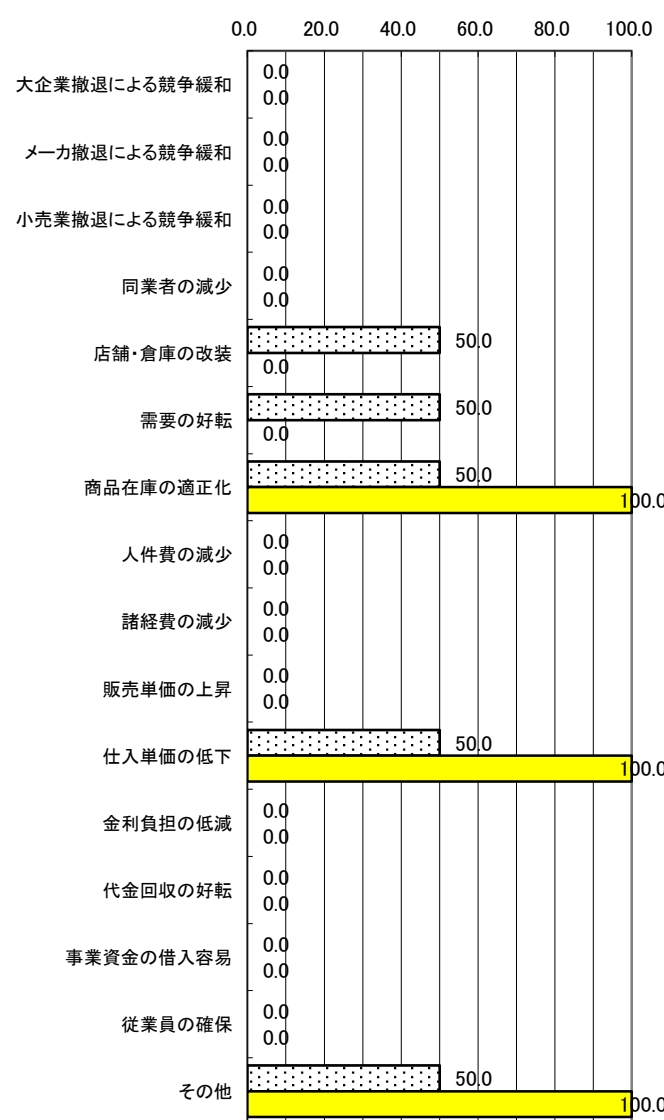 0.0 20.0 40.0 60.0 80.0 100.0
大企業撤退による競争緩和
0.0
0.0
メーカ撤退による競争緩和
0.0
0.0
小売業撤退による競争緩和
0.0
0.0
同業者の減少
0.0
0.0
店舗・倉庫の改装
50.0
0.0
需要の好転
50.0
0.0
商品在庫の適正化
50.0
100.0
人件費の減少
0.0
0.0
諸経費の減少
0.0
0.0
販売単価の上昇
0.0
0.0
仕入単価の低下
50.0
100.0
金利負担の低減
0.0
0.0
代金回収の好転
0.0
0.0
事業資金の借入容易
0.0
0.0
従業員の確保
0.0
0.0
その他
50.0
100.0